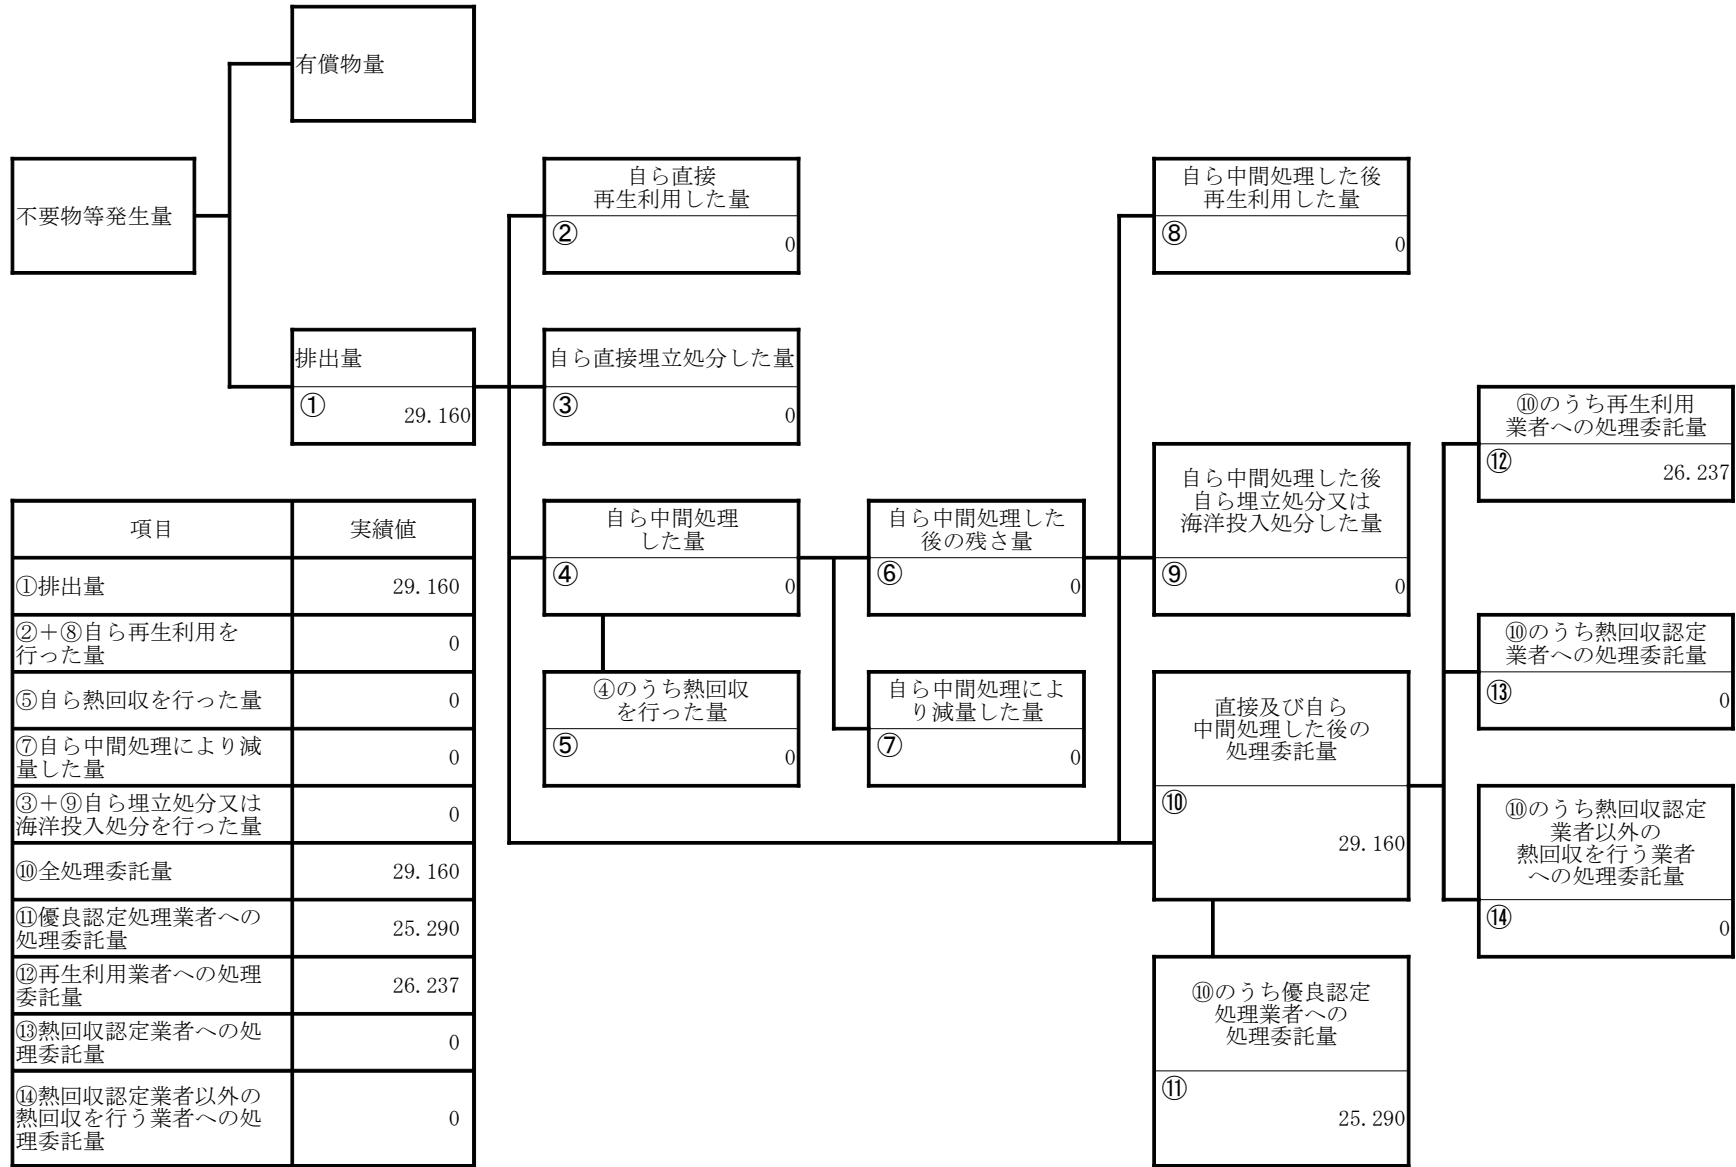 有償物量
不要物等発生量
排出量
① 29.160
自ら直接
再生利用した量
② 0
自ら直接埋立処分した量
③ 0
自ら中間処理
した量
④ 0
④のうち熱回収
を行った量
⑤ 0
自ら中間処理した
後の残さ量
⑥ 0
自ら中間処理によ
り減量した量
⑦ 0
自ら中間処理した後
再生利用した量
⑧ 0
自ら中間処理した後
自ら埋立処分又は
海洋投入処分した量
⑨ 0
直接及び自ら
中間処理した後の
処理委託量
⑩
29.160
⑩のうち優良認定
処理業者への
処理委託量
⑪
25.290
⑩のうち再生利用
業者への処理委託量
⑫ 26.237
⑩のうち熱回収認定
業者への処理委託量
⑬ 0
⑩のうち熱回収認定
業者以外の
熱回収を行う業者
への処理委託量
⑭ 0
項目 実績値
①排出量 29.160
②＋⑧自ら再生利用を
行った量 0
⑤自ら熱回収を行った量 0
⑦自ら中間処理により減
量した量 0
③＋⑨自ら埋立処分又は
海洋投入処分を行った量 0
⑩全処理委託量 29.160
⑪優良認定処理業者への
処理委託量 25.290
⑫再生利用業者への処理
委託量 26.237
⑬熱回収認定業者への処
理委託量 0
⑭熱回収認定業者以外の
熱回収を行う業者への処
理委託量 0